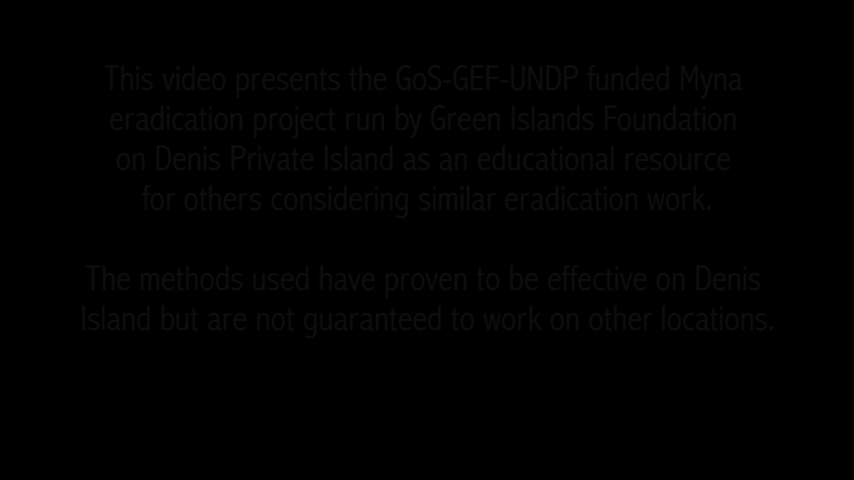 This video presents the GoS-GEF-UNDP funded Myna
eradication project run by Green Islands Foundation
on Denis Private Island as an educational resource
for others considering similar eradication work.
The methods used have proven to be effective on Denis
Island but are not guaranteed to work on other locations.